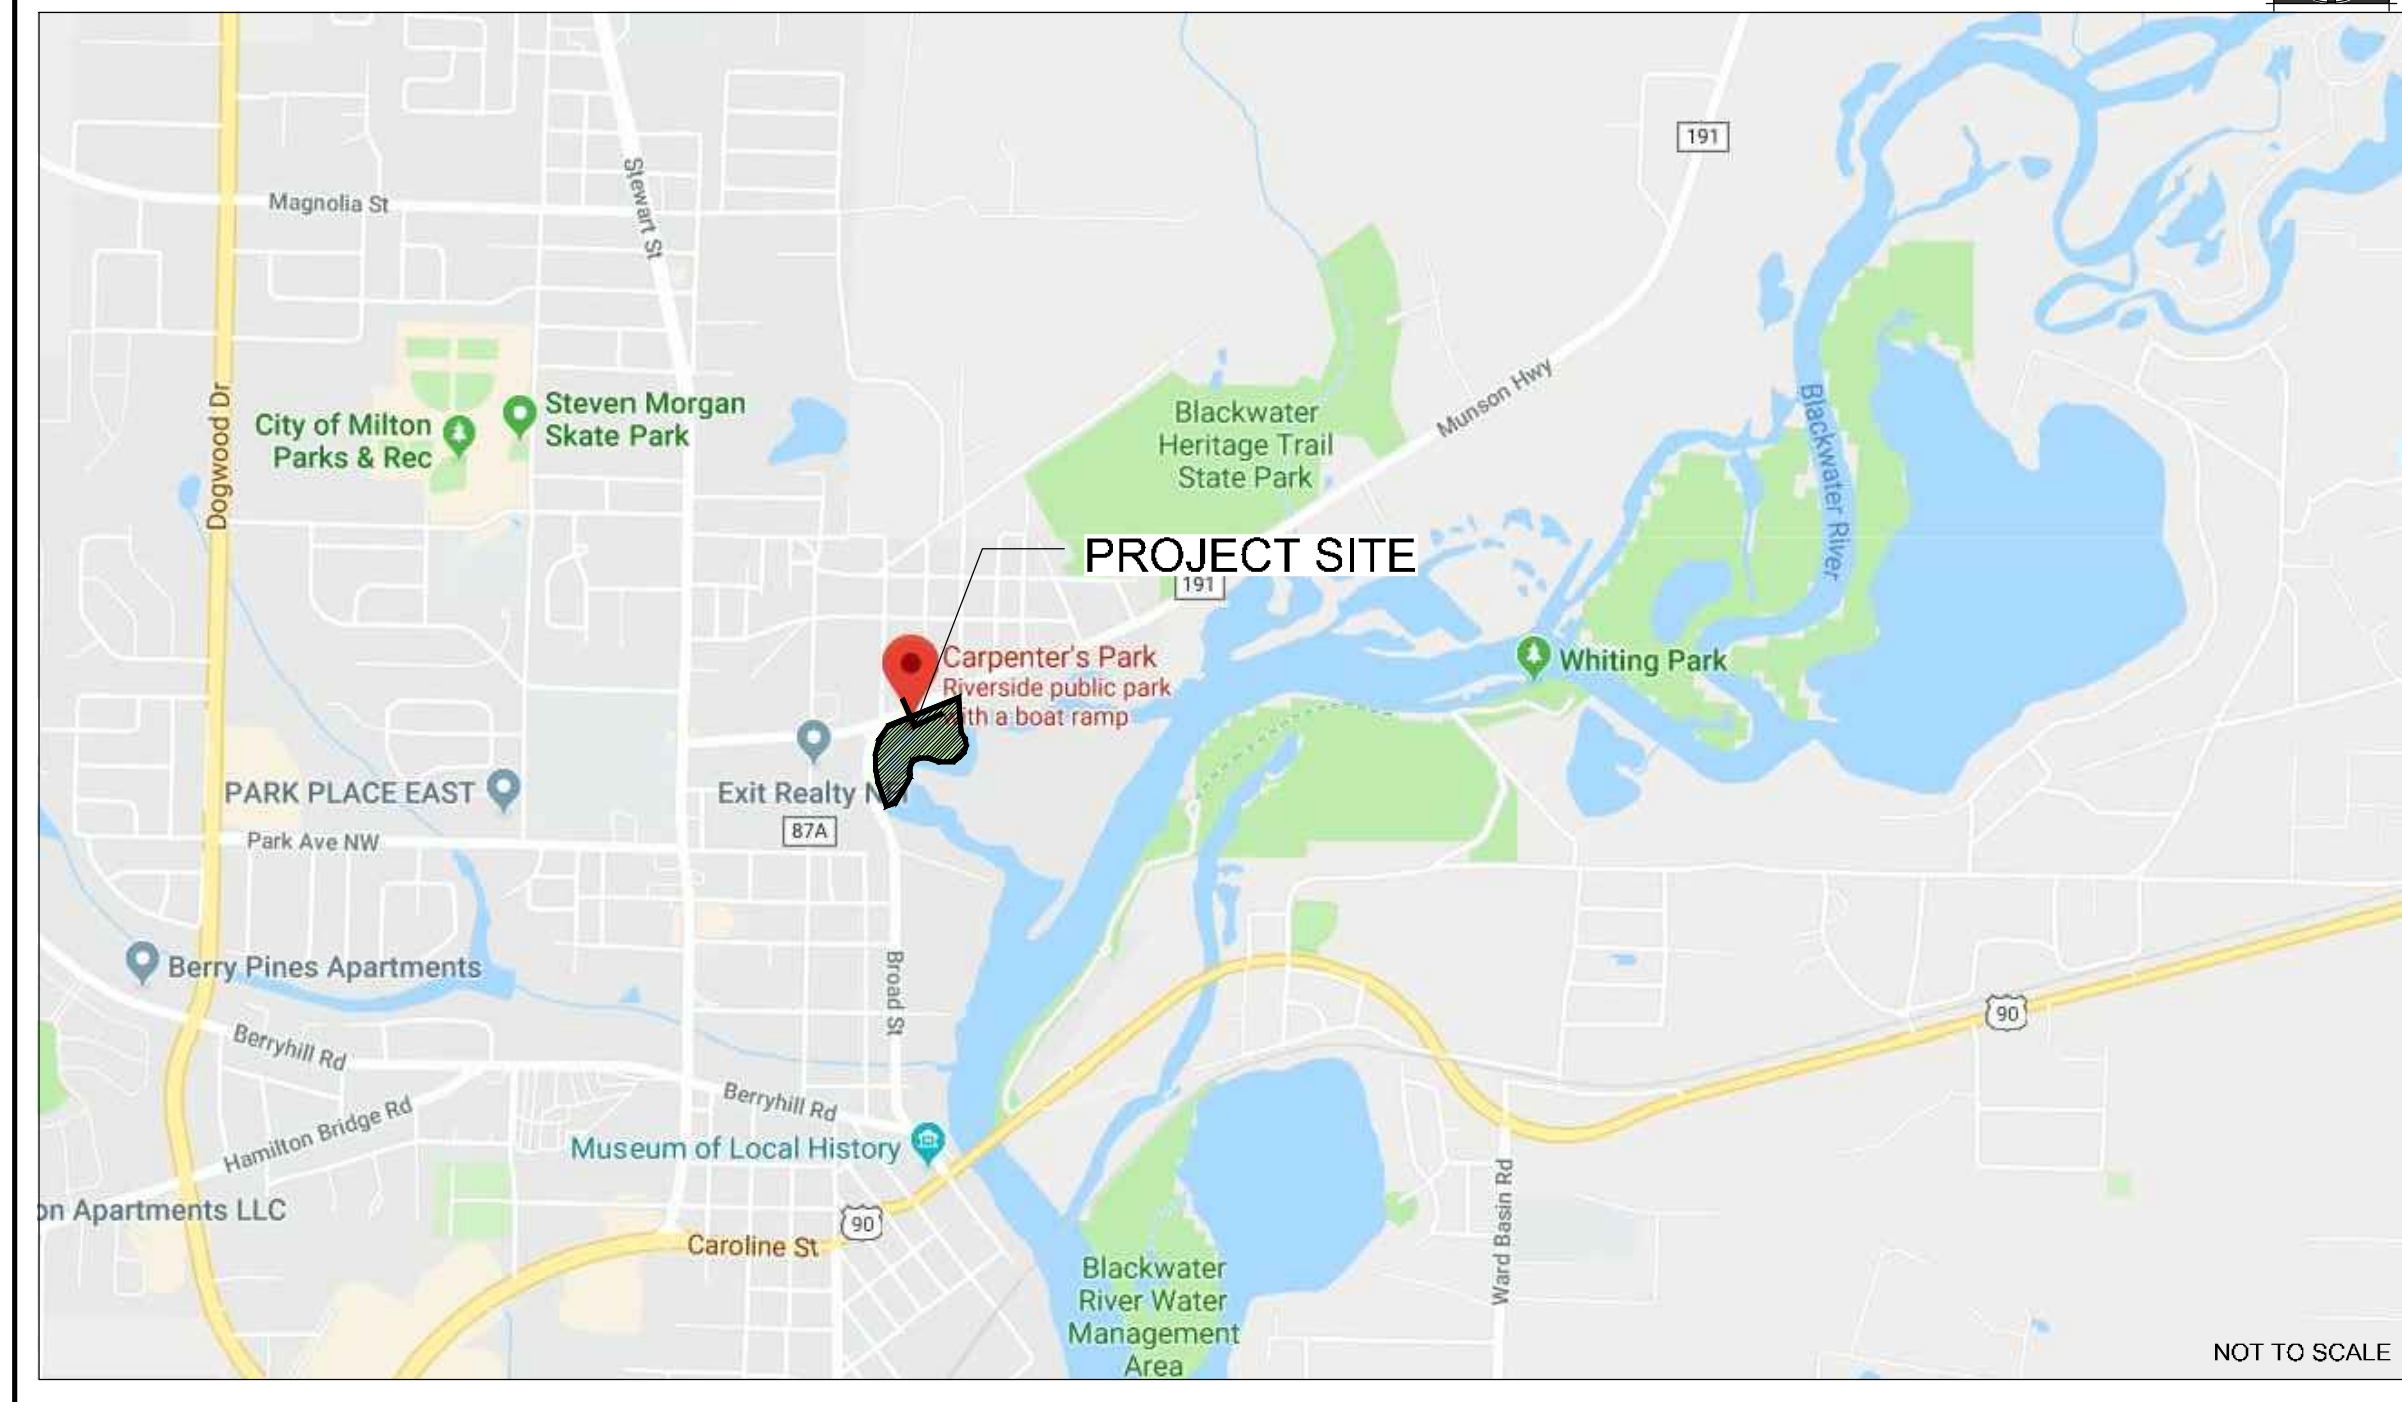 191
Magnolia St
Stewart St
Munson Hwy
Blackwater River
Dogwood Dr
City of Milton
Parks & Rec
Steven Morgan
Skate Park
Blackwater
Heritage Trail
State Park
PROJECT SITE
191
Carpenter's Park
Riverside public park
a boat ramp
Whiting Park
Exit Realty
87A
PARK PLACE EAST
Park Ave NW
Berry Pines Apartments
Broad St
90
Berryhill Rd
Berryhill Rd
Hamilton Bridge Rd
Museum of Local History
Ward Basin Rd
on Apartments LLC
90
Caroline St
Blackwater
River Water
Management
Area
NOT TO SCALE